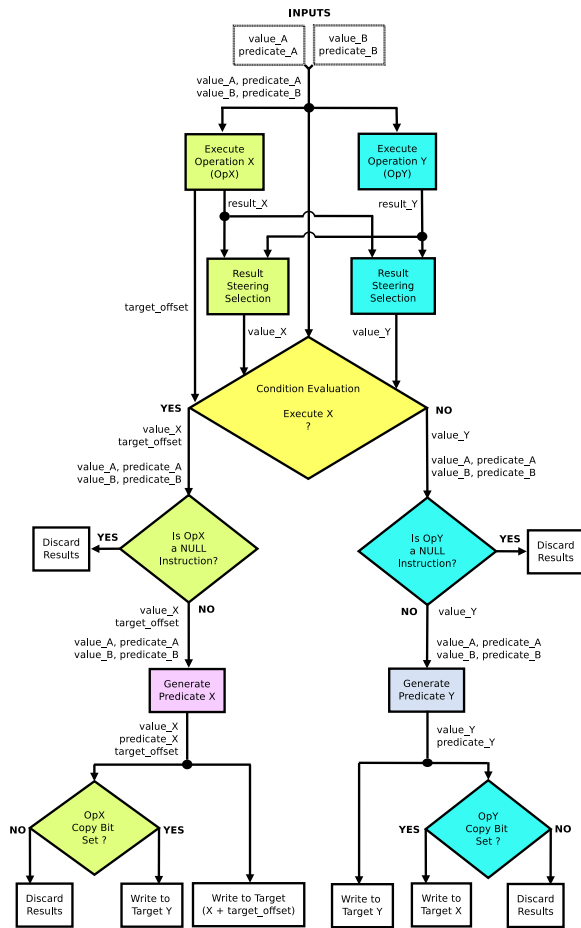 INPUTS
value_A
predicate_A
value_B
predicate_B
value_A, predicate_A
value_B, predicate_B
Execute
Operation X
(OpX)
Execute
Operation Y
(OpY)
result_X
result_Y
Result
Steering
Selection
Result
Steering
Selection
target_offset
value_X
value_Y
Condition Evaluation
Execute X
?
YES
NO
value_X
target_offset
value_A, predicate_A
value_B, predicate_B
value_Y
value_A, predicate_A
value_B, predicate_B
Discard
Results
YES
Is OpX
a NULL
Instruction?
Is OpY
a NULL
Instruction?
YES
Discard
Results
NO
value_X
target_offset
value_A, predicate_A
value_B, predicate_B
NO
value_Y
value_A, predicate_A
value_B, predicate_B
Generate
Predicate X
Generate
Predicate Y
value_X
predicate_X
target_offset
value_Y
predicate_Y
NO
OpX
Copy Bit
Set ?
YES
YES
OpY
Copy Bit
Set ?
NO
Discard
Results
Write to
Target Y
Write to Target
(X + target_offset)
Write to
Target Y
Write to
Target X
Discard
Results